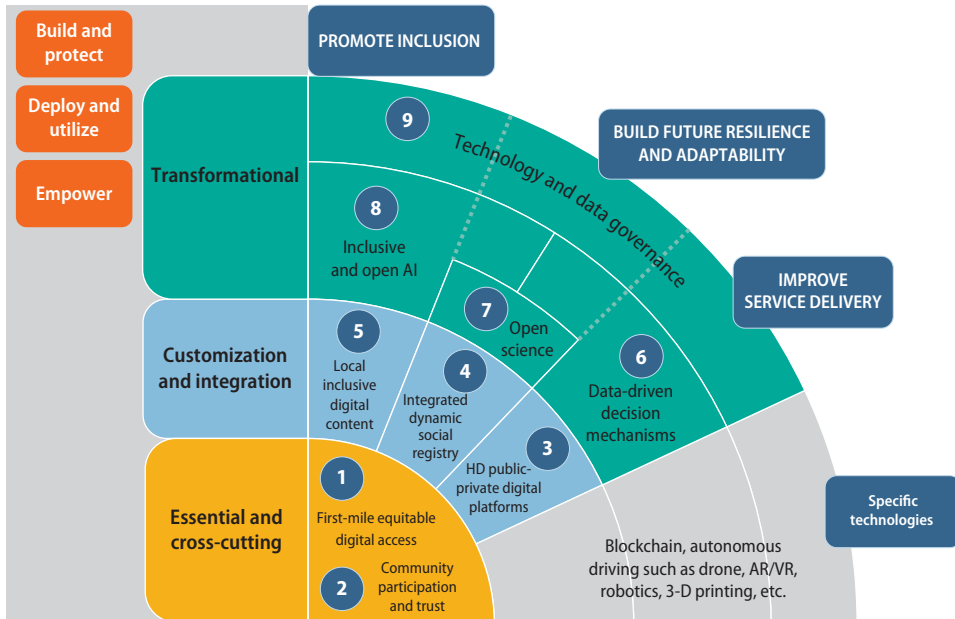 Build and
protect
Deploy and
utilize
Empower
PROMOTE INCLUSION
BUILD FUTURE RESILIENCE
AND ADAPTABILITY
IMPROVE
SERVICE DELIVERY
Specific
technologies
Transformational
9
Technology and data governance
8
Inclusive
and open AI
7
Open
science
6
Data-driven
decision
mechanisms
Customization
and integration
5
Local
inclusive
digital
content
4
Integrated
dynamic
social
registry
3
HD public-
private digital
platforms
Essential and
cross-cutting
1
First-mile equitable
digital access
2
Community
participation
and trust
Blockchain, autonomous
driving such as drone, AR/VR,
robotics, 3-D printing, etc.